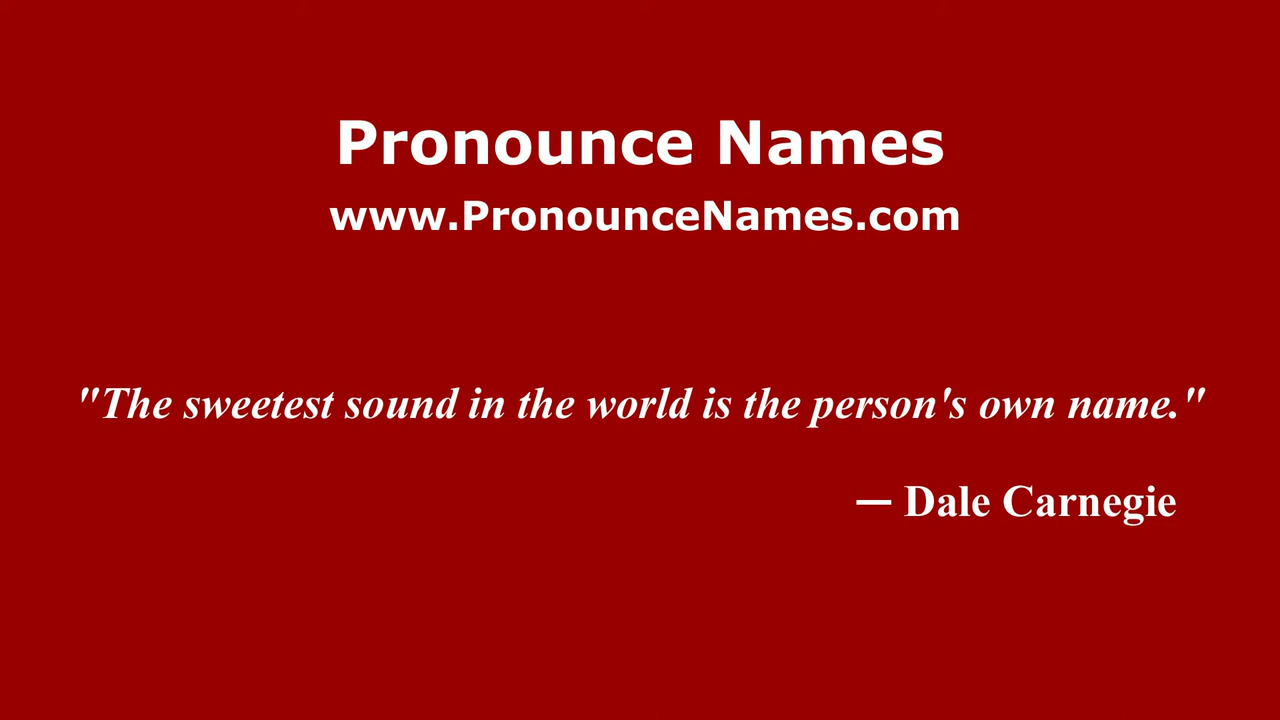 Pronounce Names
www.PronounceNames.com
"The sweetest sound in the world is the person's own name."
— Dale Carnegie